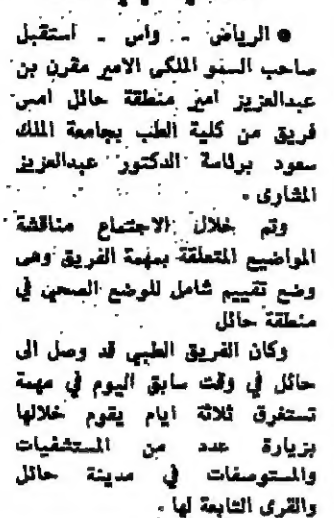 ● الرياض - واس - استقبل
صاحب السمو الملكي الامير مقرن بن
عبدالعزيز امير منطقة حائل امس
فريق من كلية الطب بجامعة الملك
سعود برئاسة الدكتور عبدالعزيز
المشارى .
وتم خلال الاجتماع مناقشة
المواضيع المتعلقة بمهمة الفريق وهى
وضع تقييم شامل للوضع الصحى في
منطقة حائل
وكان الفريق الطبي قد وصل الى
حائل في وقت سابق اليوم في مهمة
تستغرق ثلاثة ايام يقوم خلالها
بزيارة عدد من المستشفيات
والمستوصفات في مدينة حائل
والقرى التابعة لها .